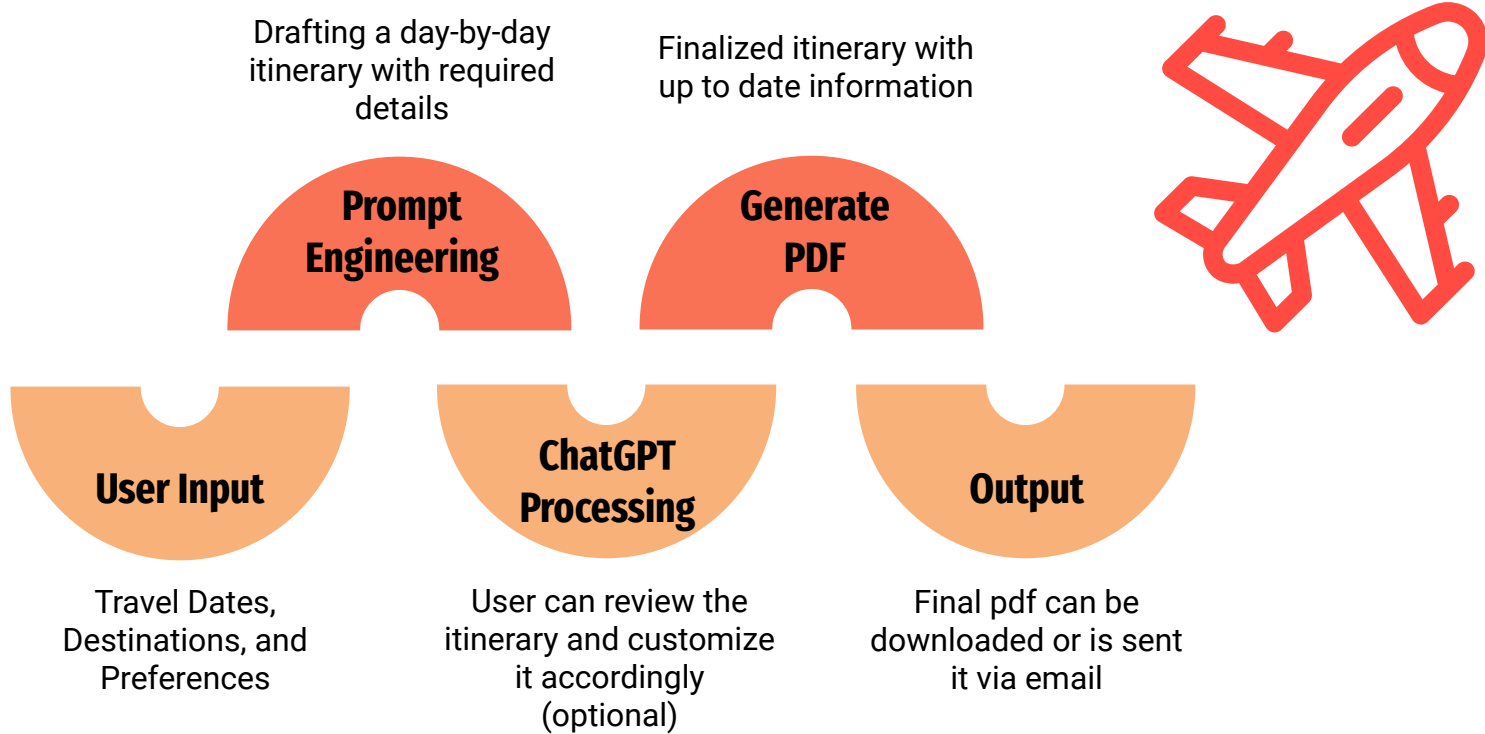 Drafting a day-by-day
itinerary with required
details
Finalized itinerary with
up to date information
Prompt
Engineering
Generate
PDF
User Input
ChatGPT
Processing
Output
Travel Dates,
Destinations, and
Preferences
User can review the
itinerary and customize
it accordingly
(optional)
Final pdf can be
downloaded or is sent
it via email